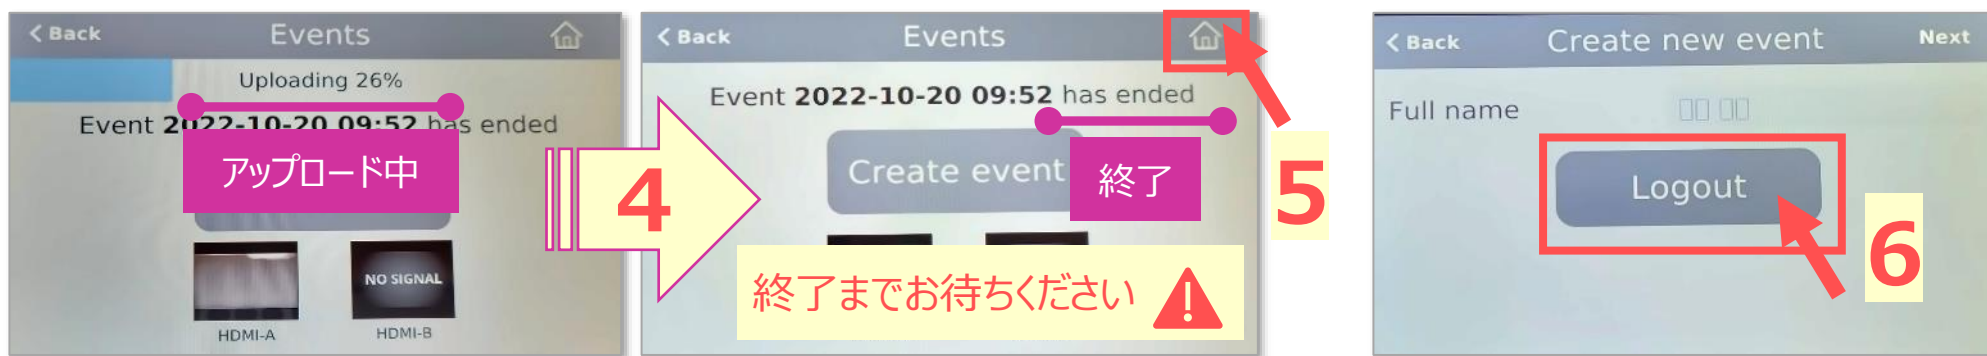 < Back Events
Uploading 26%
Event 2022-10-20 09:52 has ended
アップロード中
NO SIGNAL
HDMI-A HDMI-B
4
< Back Events
Event 2022-10-20 09:52 has ended
Create event
終了
終了までお待ちください
5
< Back Create new event Next
Full name
Logout
6